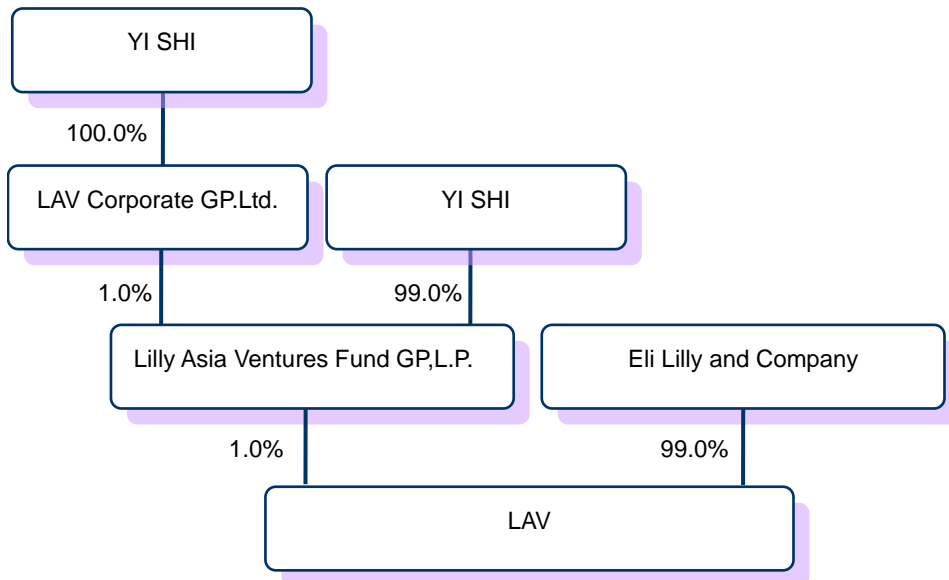 YI SHI
100.0%
LAV Corporate GP.Ltd.
YI SHI
1.0%
99.0%
Lilly Asia Ventures Fund GP,L.P.
Eli Lilly and Company
1.0%
99.0%
LAV